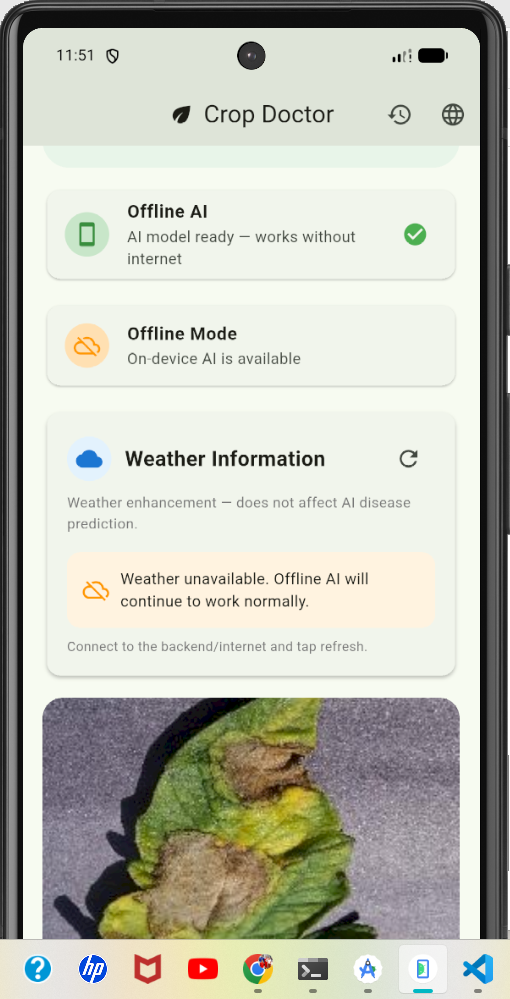 11:51
Crop Doctor
Offline AI
AI model ready — works without
internet
Offline Mode
On-device AI is available
Weather Information
Weather enhancement — does not affect AI disease
prediction.
Weather unavailable. Offline AI will
continue to work normally.
Connect to the backend/internet and tap refresh.
?
hp